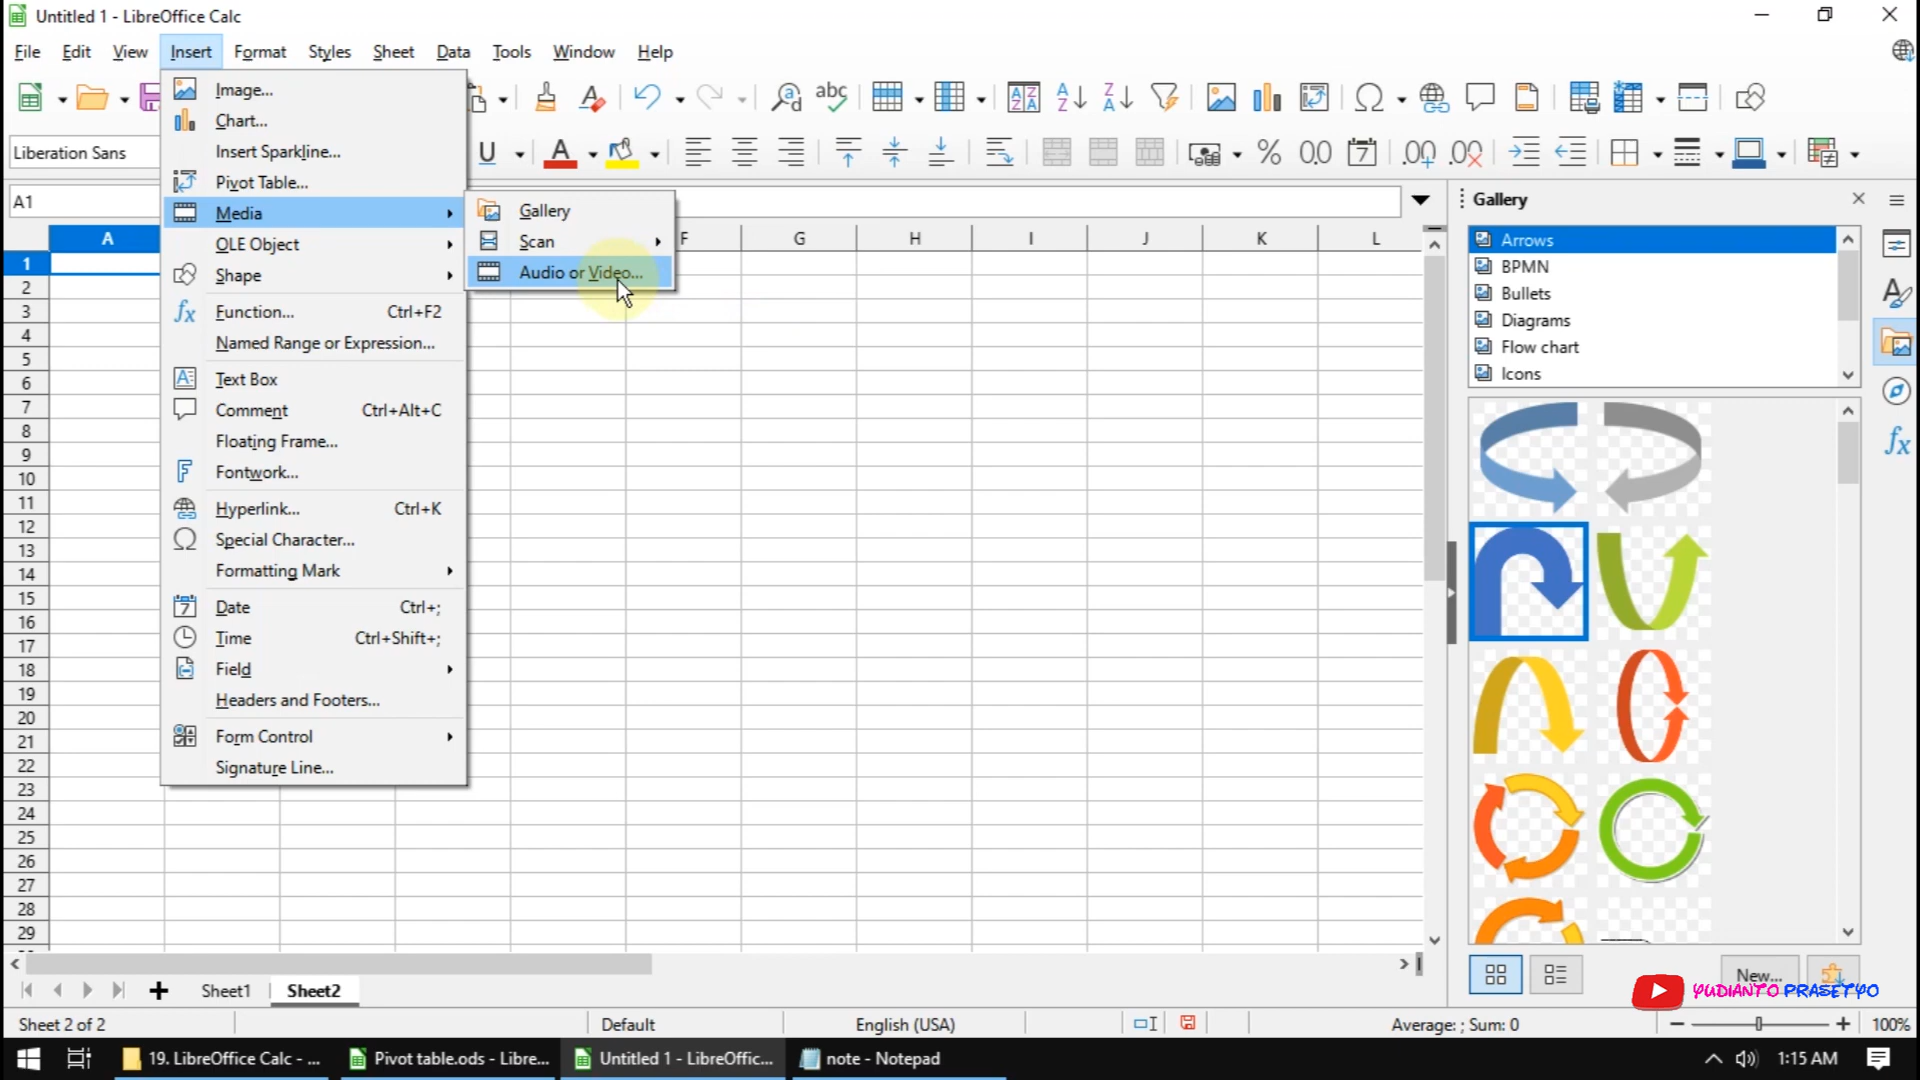 Untitled 1 - LibreOffice Calc
File Edit View Insert Format Styles Sheet Data Tools Window Help
Liberation Sans
A1
Image...
Chart...
Insert Sparkline...
Pivot Table...
Media
OLE Object
Shape
Function... Ctrl+F2
Named Range or Expression...
Text Box
Comment Ctrl+Alt+C
Floating Frame...
Fontwork...
Hyperlink... Ctrl+K
Special Character...
Formatting Mark
Date Ctrl+;
Time Ctrl+Shift+;
Field
Headers and Footers...
Form Control
Signature Line...
Gallery
Scan
Audio or Video...
A F G H I J K L
1
2
3
4
5
6
7
8
9
10
11
12
13
14
15
16
17
18
19
20
21
22
23
24
25
26
27
28
29
Gallery
Arrows
BPMN
Bullets
Diagrams
Flow chart
Icons
New...
YUDIANTO PRASETYO
Sheet1 Sheet2
Sheet 2 of 2 Default English (USA) Average: ; Sum: 0 100%
19. LibreOffice Calc - ... Pivot table.ods - Libre... Untitled 1 - LibreOffic... note - Notepad 1:15 AM